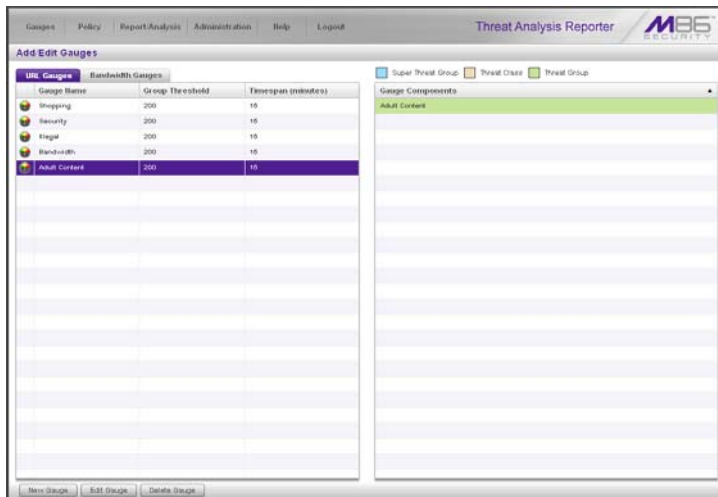 Gauges Policy Report/Analysis Administration Help Logout
Threat Analysis Reporter
M86 SECURITY
Add/Edit Gauges
URL Gauges Bandwidth Gauges
Super Threat Group Threat Class Threat Group
Gauge Name Group Threshold Timespan (minutes)
Gauge Components
Shopping 200 15
Adult Content
Security 200 15
Illegal 200 15
Bandwidth 200 15
Adult Content 200 15
New Gauge Edit Gauge Delete Gauge